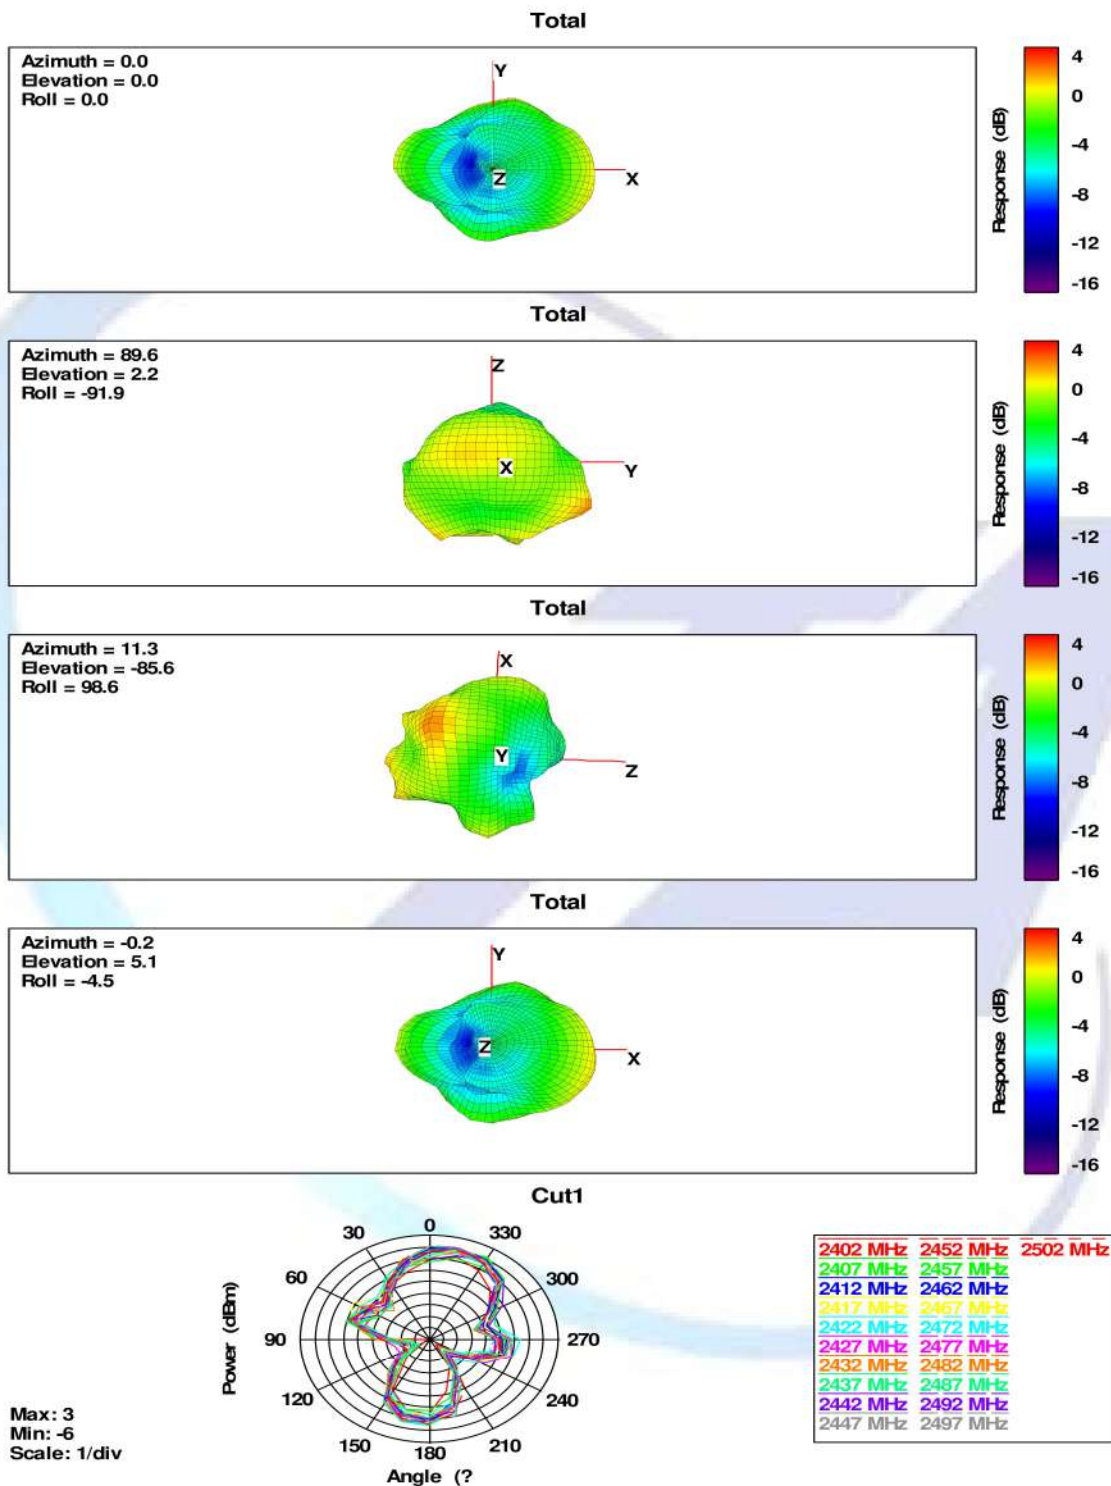 Total
Azimuth = 0.0
Elevation = 0.0
Roll = 0.0
Y
Z
X
Response (dB)
4
0
-4
-8
-12
-16
Total
Azimuth = 89.6
Elevation = 2.2
Roll = -91.9
Z
X
Y
Response (dB)
4
0
-4
-8
-12
-16
Total
Azimuth = 11.3
Elevation = -85.6
Roll = 98.6
X
Y
Z
Response (dB)
4
0
-4
-8
-12
-16
Total
Azimuth = -0.2
Elevation = 5.1
Roll = -4.5
Y
Z
X
Response (dB)
4
0
-4
-8
-12
-16
Cut1
0
30
330
60
300
90
270
120
240
150
210
180
Power (dBm)
Angle (?
Max: 3
Min: -6
Scale: 1/div
2402 MHz 2452 MHz 2502 MHz
2407 MHz 2457 MHz
2412 MHz 2462 MHz
2417 MHz 2467 MHz
2422 MHz 2472 MHz
2427 MHz 2477 MHz
2432 MHz 2482 MHz
2437 MHz 2487 MHz
2442 MHz 2492 MHz
2447 MHz 2497 MHz